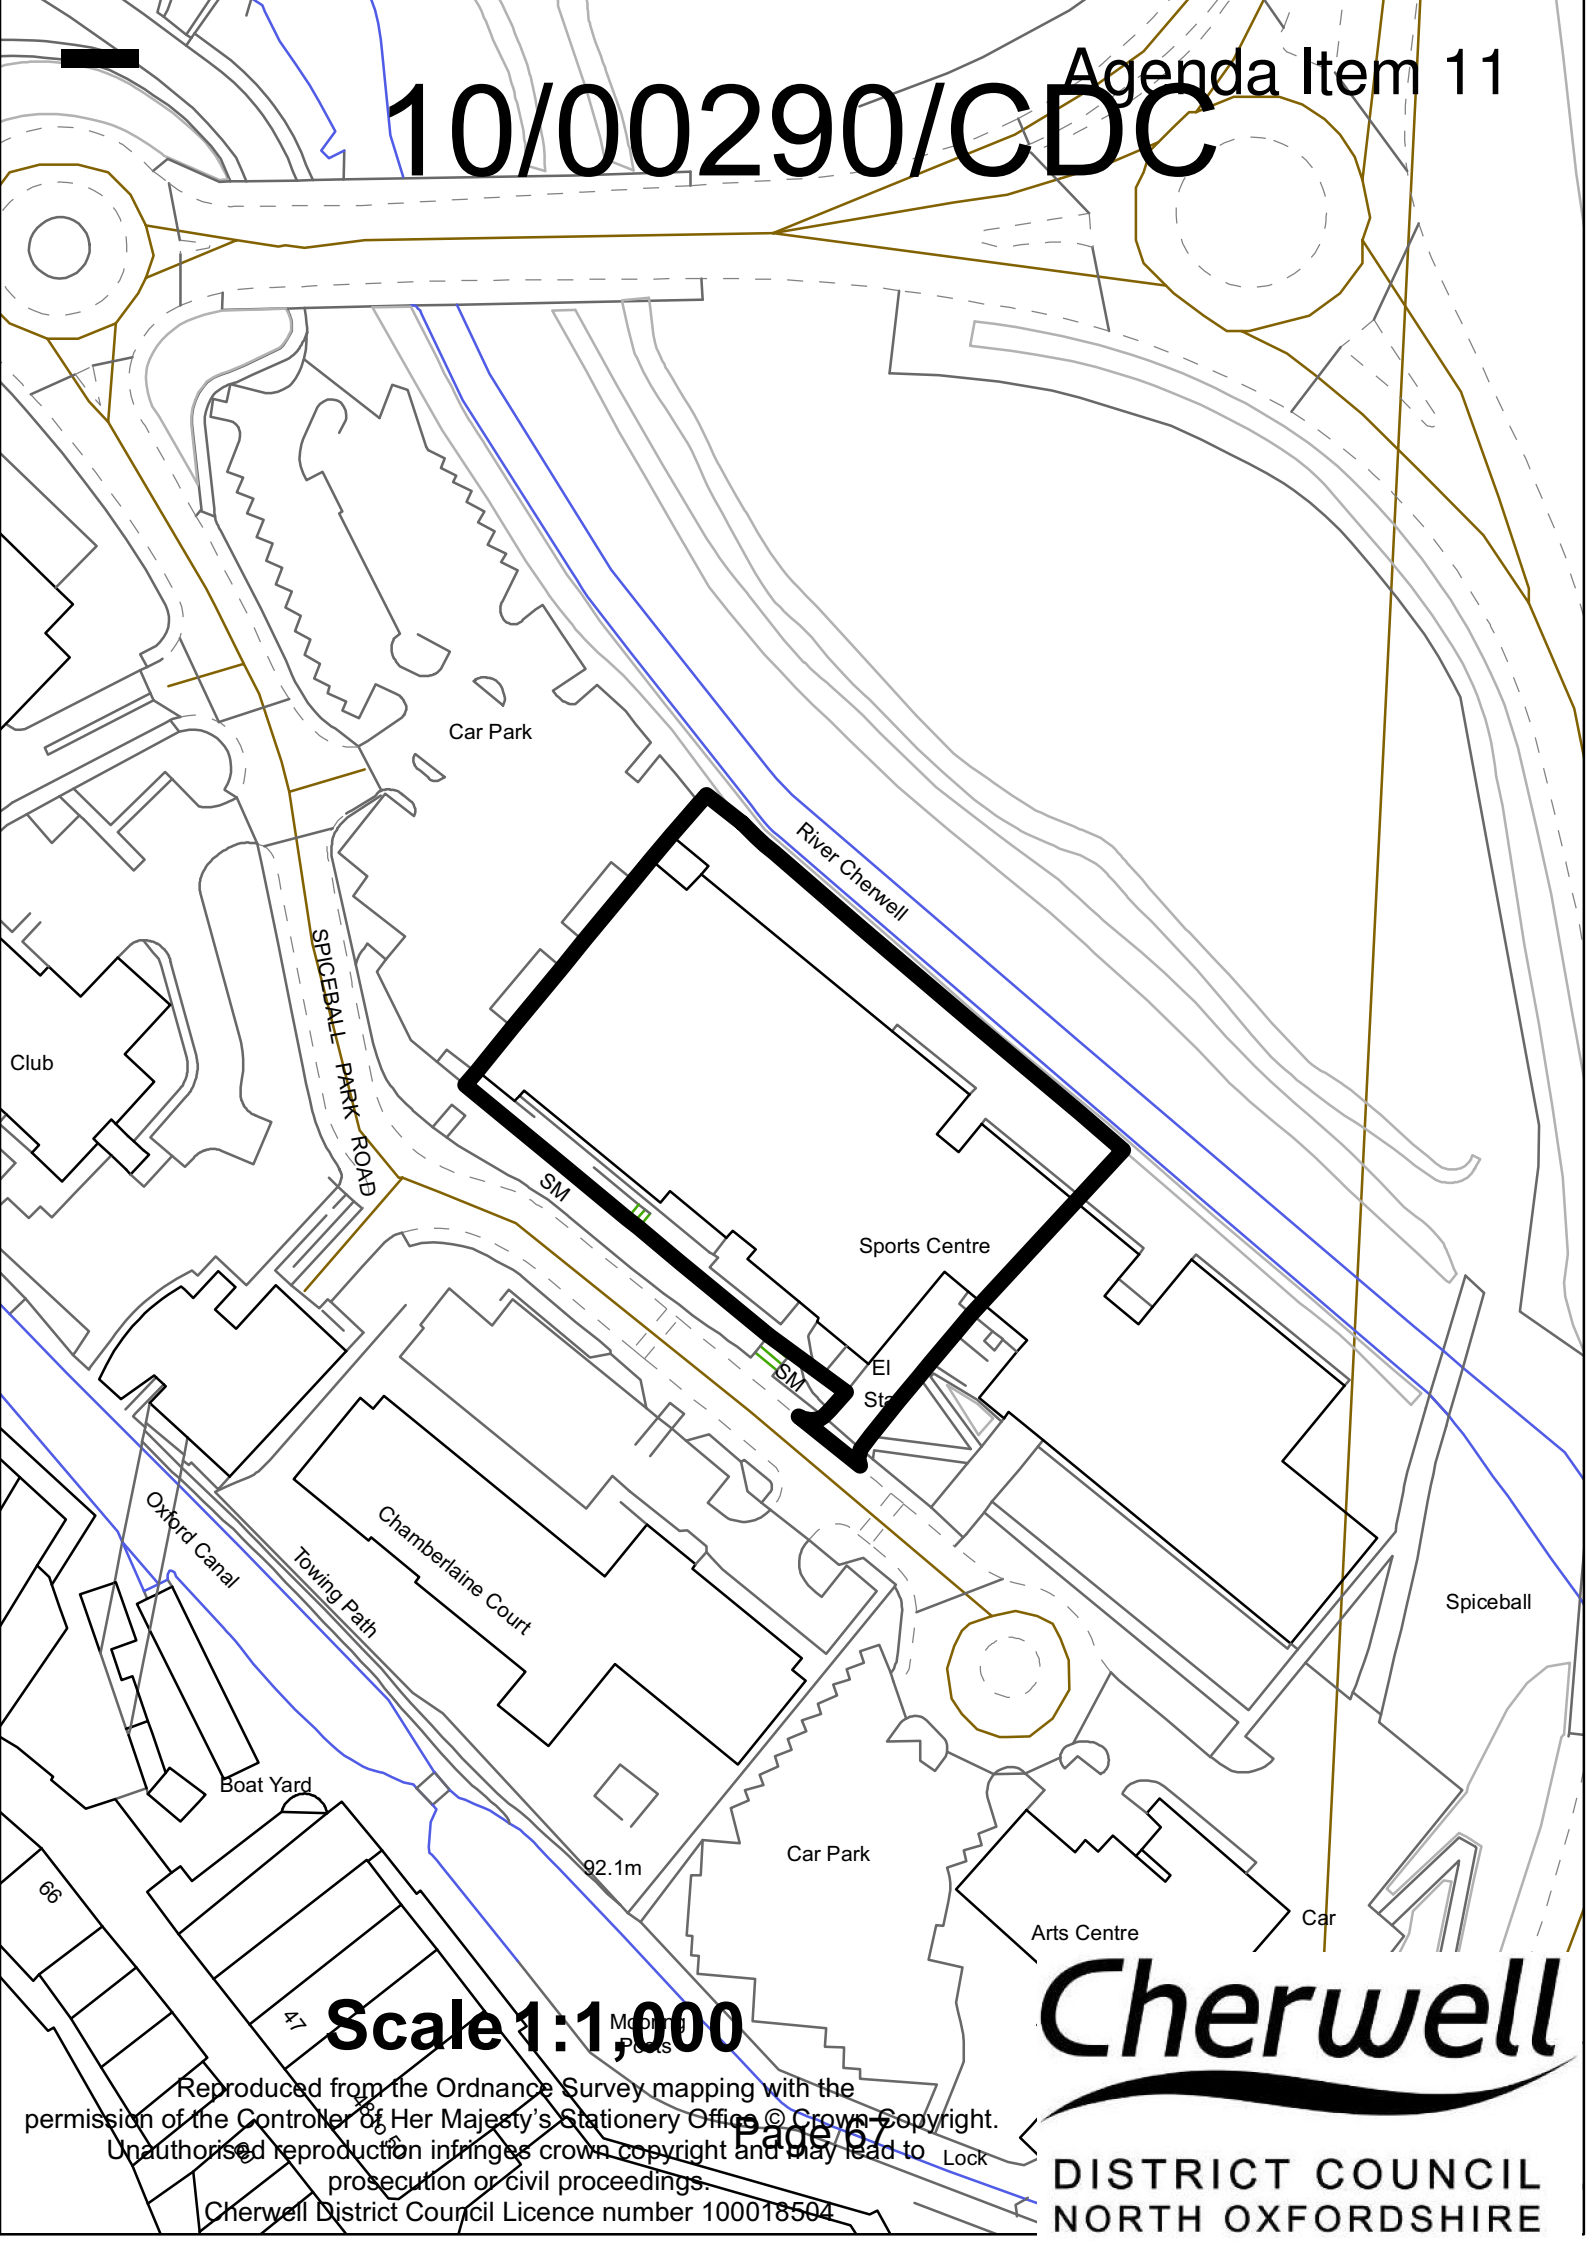 Agenda Item 11
10/00290/CDC
Car Park
River Cherwell
SPICEBALL PARK ROAD
Club
SM
Sports Centre
SM
El
Sta
Oxford Canal
Towing Path
Chamberlaine Court
Spiceball
Boat Yard
92.1m
Car Park
66
Arts Centre
Car
47
Mooring
Posts
Scale 1:1,000
Reproduced from the Ordnance Survey mapping with the
permission of the Controller of Her Majesty's Stationery Office © Crown Copyright.
Unauthorised reproduction infringes crown copyright and may lead to
prosecution or civil proceedings.
Cherwell District Council Licence number 100018504
Page 67
Lock
Cherwell
DISTRICT COUNCIL
NORTH OXFORDSHIRE